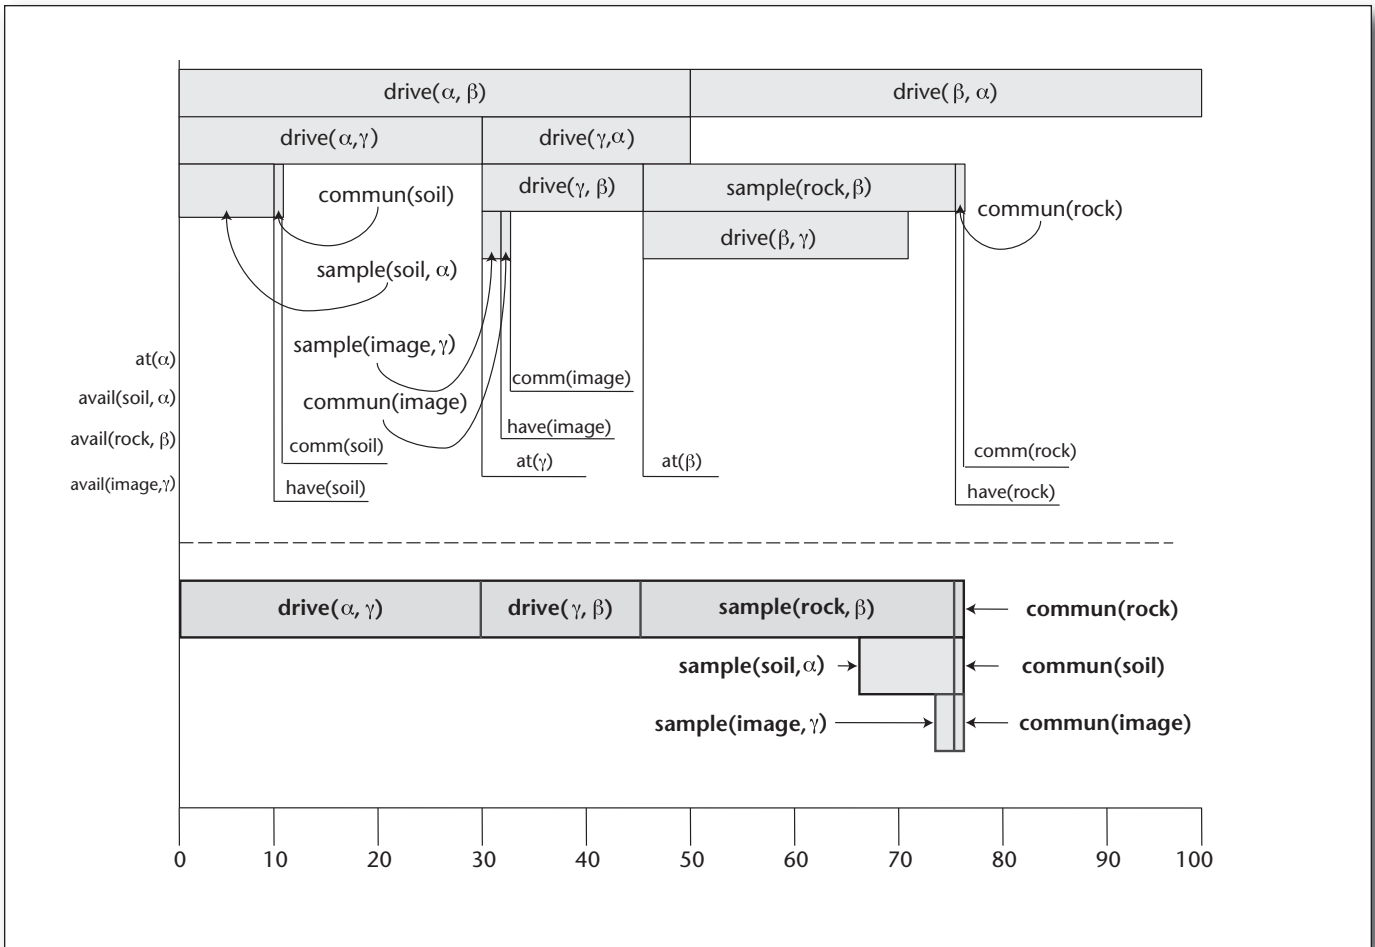 drive(α, β)
drive( β, α)
drive( α,γ)
drive(γ,α)
commun(soil)
drive(γ, β)
sample(rock,β)
commun(rock)
drive(β, γ)
sample(soil, α)
sample(image,γ)
at(α)
comm(image)
avail(soil, α)
commun(image)
have(image)
avail(rock, β)
comm(soil)
at(γ)
at(β)
comm(rock)
avail(image,γ)
have(soil)
have(rock)
drive(α, γ)
drive(γ, β)
sample(rock, β)
commun(rock)
sample(soil,α)
commun(soil)
sample(image,γ)
commun(image)
0 10 20 30 40 50 60 70 80 90 100